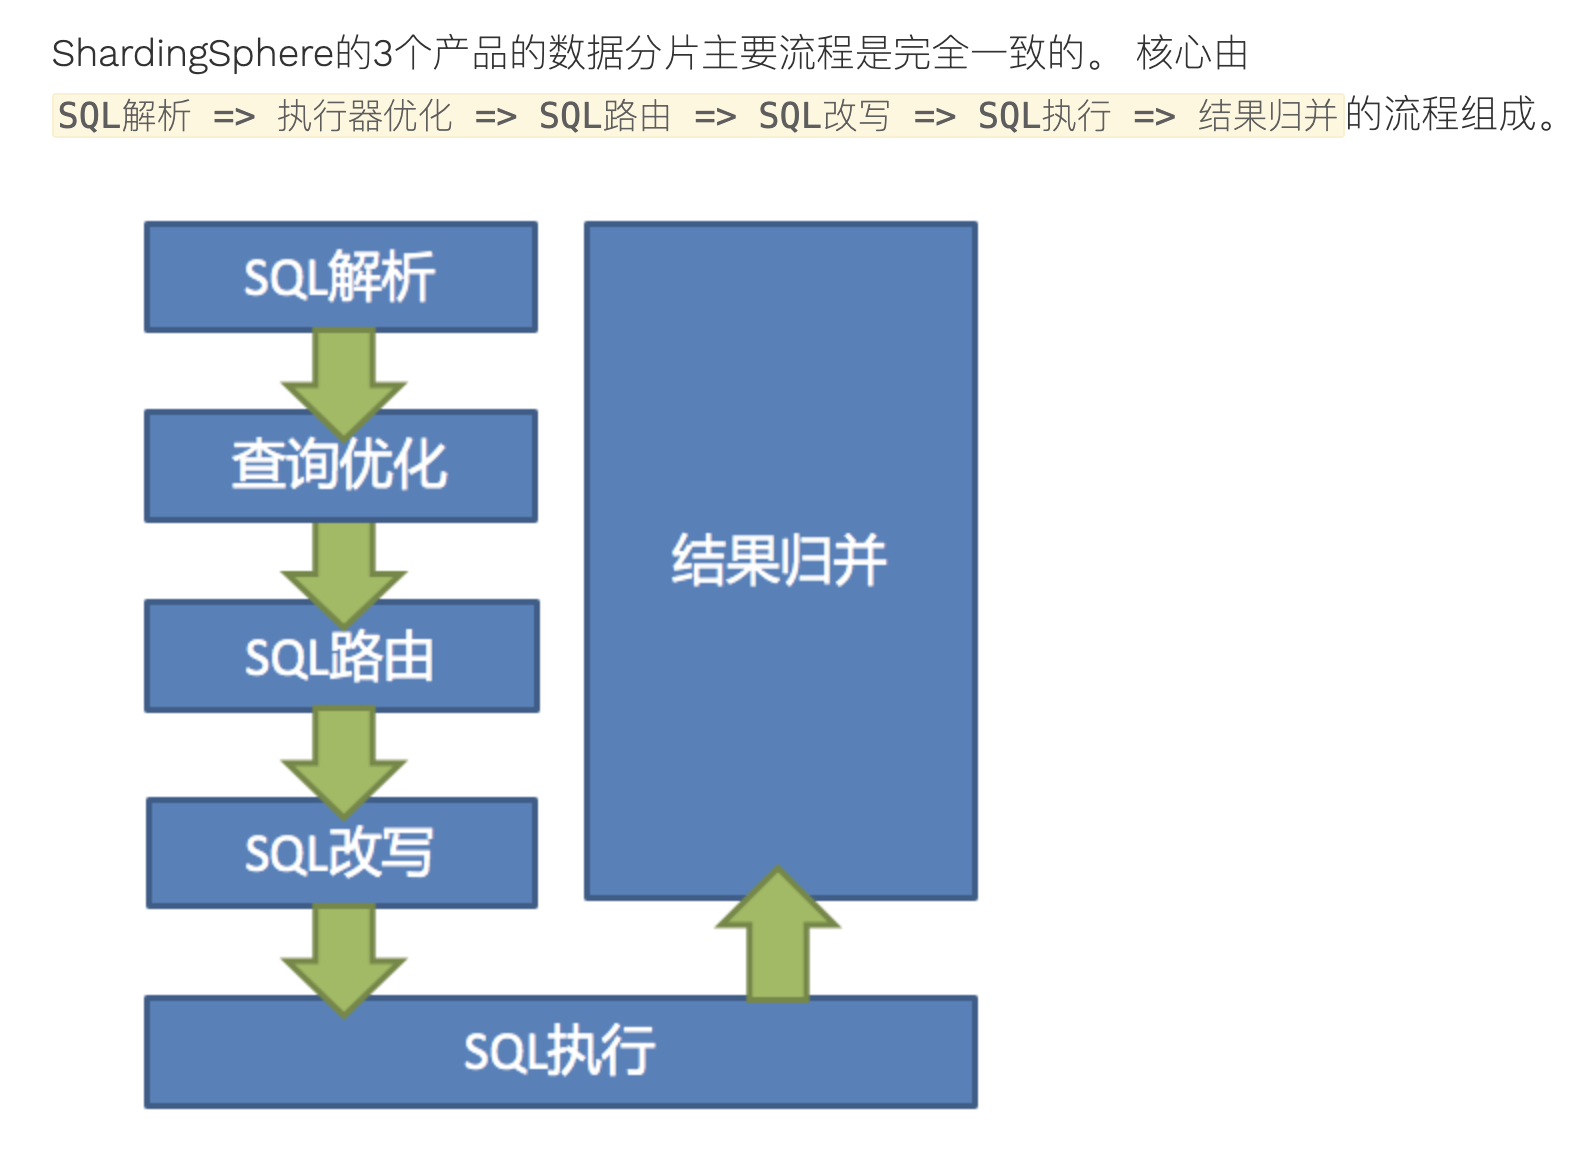 ShardingSphere的3个产品的数据分片主要流程是完全一致的。 核心由
SQL解析 => 执行器优化 => SQL路由 => SQL改写 => SQL执行 => 结果归并的流程组成。
SQL解析
查询优化
SQL路由
SQL改写
SQL执行
结果归并